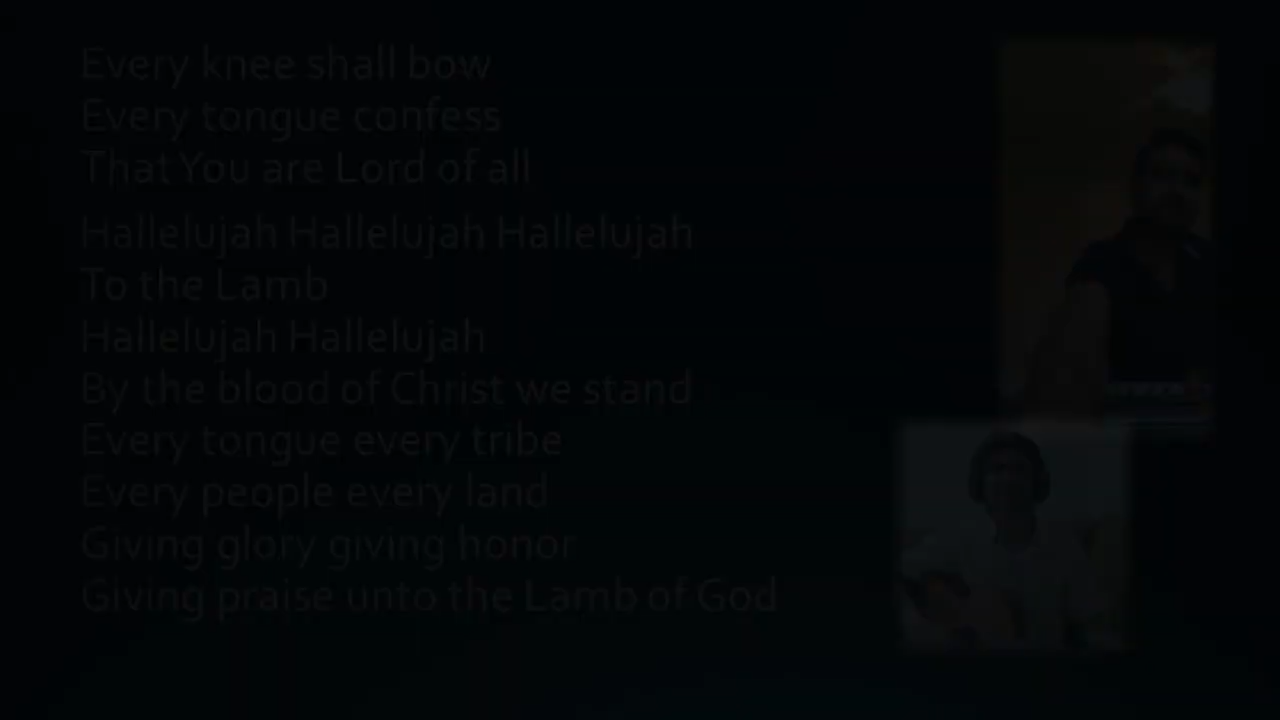 Every knee shall bow
Every tongue confess
That You are Lord of all
Hallelujah Hallelujah Hallelujah
To the Lamb
Hallelujah Hallelujah
By the blood of Christ we stand
Every tongue every tribe
Every people every land
Giving glory giving honor
Giving praise unto the Lamb of God